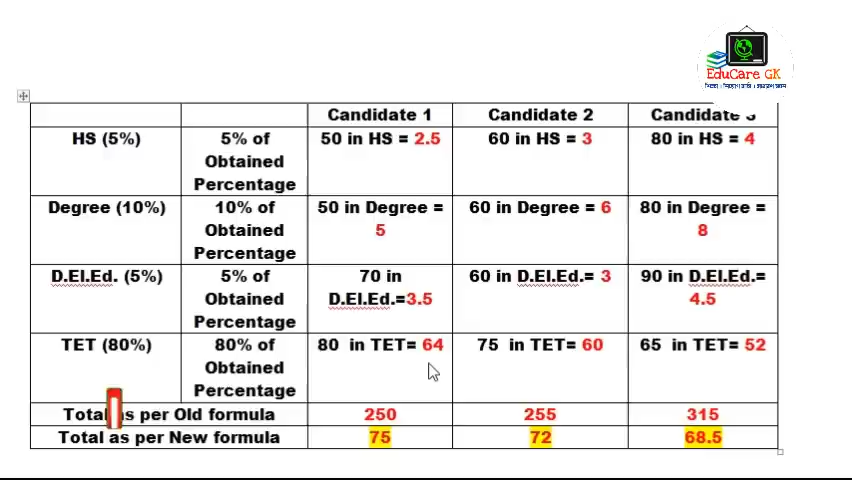 EduCare GK
Candidate 1 Candidate 2 Candidate 3
HS (5%) 5% of Obtained Percentage 50 in HS = 2.5 60 in HS = 3 80 in HS = 4
Degree (10%) 10% of Obtained Percentage 50 in Degree = 5 60 in Degree = 6 80 in Degree = 8
D.El.Ed. (5%) 5% of Obtained Percentage 70 in D.El.Ed.=3.5 60 in D.El.Ed.= 3 90 in D.El.Ed.= 4.5
TET (80%) 80% of Obtained Percentage 80 in TET= 64 75 in TET= 60 65 in TET= 52
Total as per Old formula 250 255 315
Total as per New formula 75 72 68.5